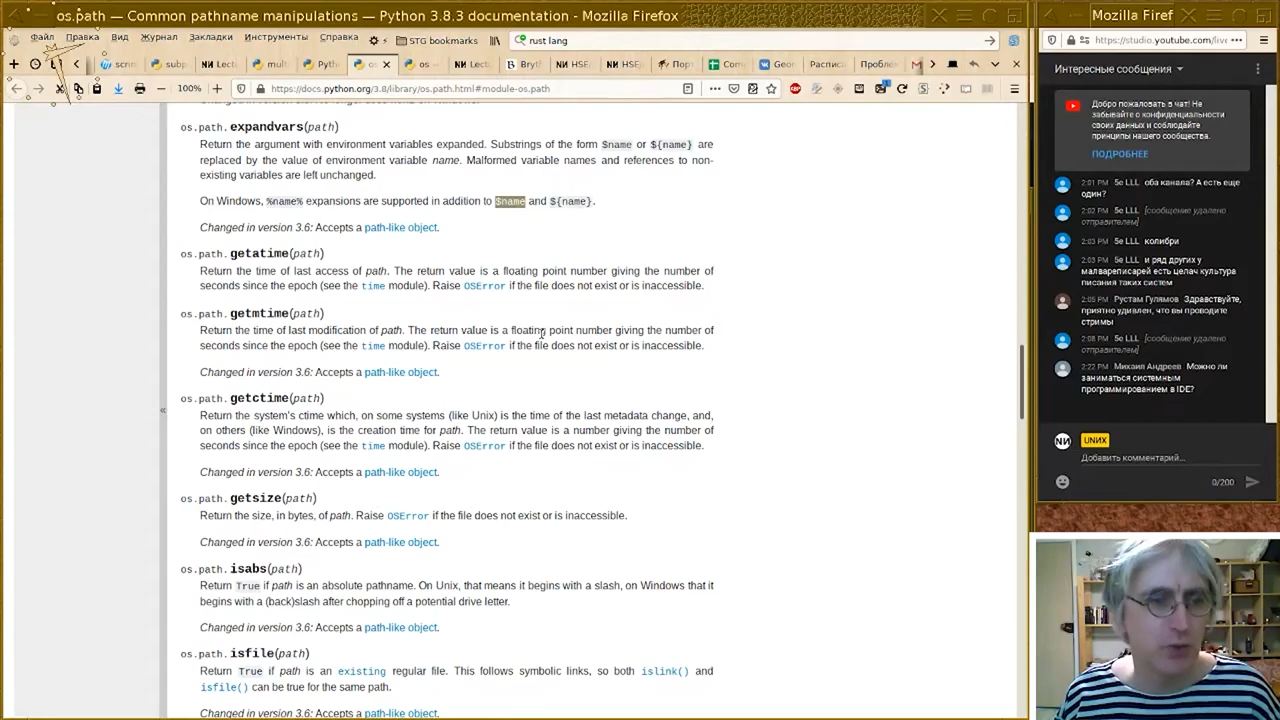 os.path — Common pathname manipulations — Python 3.8.3 documentation - Mozilla Firefox
Файл Правка Вид Журнал Закладки Инструменты Справка STG bookmarks rust lang
100% https://docs.python.org/3.8/library/os.path.html#module-os.path
os.path.expandvars(path)
Return the argument with environment variables expanded. Substrings of the form $name or ${name} are
replaced by the value of environment variable name. Malformed variable names and references to non-
existing variables are left unchanged.
On Windows, %name% expansions are supported in addition to $name and ${name}.
Changed in version 3.6: Accepts a path-like object.
os.path.getatime(path)
Return the time of last access of path. The return value is a floating point number giving the number of
seconds since the epoch (see the time module). Raise OSError if the file does not exist or is inaccessible.
os.path.getmtime(path)
Return the time of last modification of path. The return value is a floating point number giving the number of
seconds since the epoch (see the time module). Raise OSError if the file does not exist or is inaccessible.
Changed in version 3.6: Accepts a path-like object.
os.path.getctime(path)
Return the system's ctime which, on some systems (like Unix) is the time of the last metadata change, and,
on others (like Windows), is the creation time for path. The return value is a number giving the number of
seconds since the epoch (see the time module). Raise OSError if the file does not exist or is inaccessible.
Changed in version 3.6: Accepts a path-like object.
os.path.getsize(path)
Return the size, in bytes, of path. Raise OSError if the file does not exist or is inaccessible.
Changed in version 3.6: Accepts a path-like object.
os.path.isabs(path)
Return True if path is an absolute pathname. On Unix, that means it begins with a slash, on Windows that it
begins with a (back)slash after chopping off a potential drive letter.
Changed in version 3.6: Accepts a path-like object.
os.path.isfile(path)
Return True if path is an existing regular file. This follows symbolic links, so both islink() and
isfile() can be true for the same path.
Changed in version 3.6: Accepts a path-like object.
Mozilla Firef
https://studio.youtube.com/live
Интересные сообщения
Добро пожаловать в чат! Не
забывайте о конфиденциальности
своих данных и соблюдайте
принципы нашего сообщества.
ПОДРОБНЕЕ
2:01 PM 5e LLL оба канала? А есть еще
один?
2:02 PM 5e LLL [сообщение удалено
отправителем]
2:03 PM 5e LLL колибри
2:03 PM 5e LLL и ряд других у
малварeписарей есть целач культура
писания таких систем
2:05 PM Рустам Гулямов Здравствуйте,
приятно удивлен, что вы проводите
стримы
2:08 PM 5e LLL [сообщение удалено
отправителем]
2:22 PM Михаил Андреев Можно ли
заниматься системным
программированием в IDE?
UNИX
Добавить комментарий...
0/200